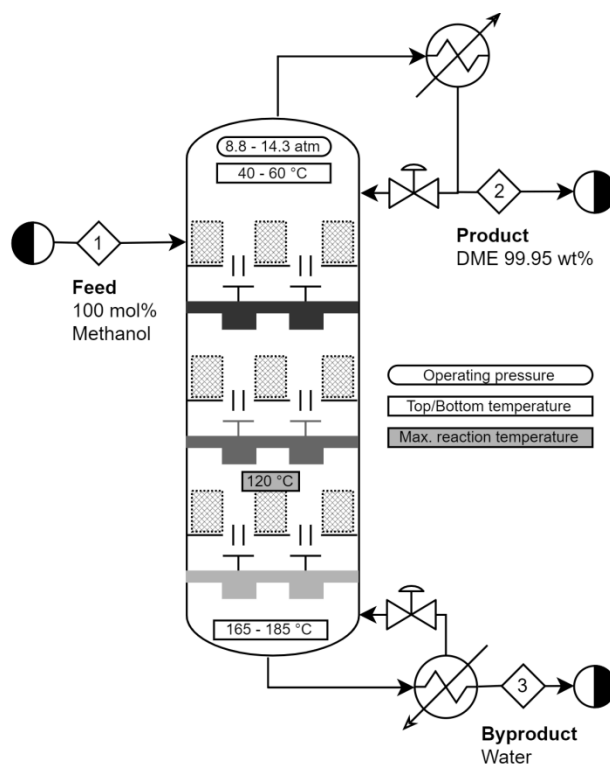 8.8 - 14.3 atm
40 - 60 °C
1
2
Feed
100 mol%
Methanol
Product
DME 99.95 wt%
Operating pressure
Top/Bottom temperature
Max. reaction temperature
120 °C
165 - 185 °C
3
Byproduct
Water